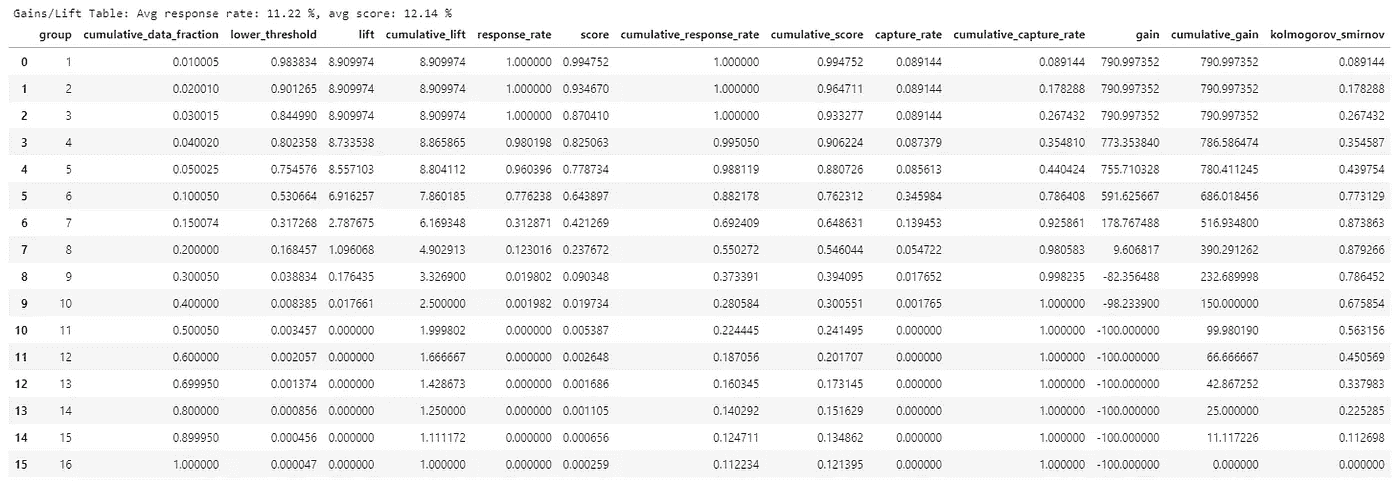 Gains/Lift Table: Avg response rate: 11.22 %, avg score: 12.14 %
group cumulative_data_fraction lower_threshold lift cumulative_lift response_rate score cumulative_response_rate cumulative_score capture_rate cumulative_capture_rate gain cumulative_gain kolmogorov_smirnov
0 1 0.010005 0.983834 8.909974 8.909974 1.000000 0.994752 1.000000 0.994752 0.089144 0.089144 790.997352 790.997352 0.089144
1 2 0.020010 0.901265 8.909974 8.909974 1.000000 0.934670 1.000000 0.964711 0.089144 0.178288 790.997352 790.997352 0.178288
2 3 0.030015 0.844990 8.909974 8.909974 1.000000 0.870410 1.000000 0.933277 0.089144 0.267432 790.997352 790.997352 0.267432
3 4 0.040020 0.802358 8.733538 8.865865 0.980198 0.825063 0.995050 0.906224 0.087379 0.354810 773.353840 786.586474 0.354587
4 5 0.050025 0.754576 8.557103 8.804112 0.960396 0.778734 0.988119 0.880726 0.085613 0.440424 755.710328 780.411245 0.439754
5 6 0.100050 0.530664 6.916257 7.860185 0.776238 0.643897 0.882178 0.762312 0.345984 0.786408 591.625667 686.018456 0.773129
6 7 0.150074 0.317268 2.787675 6.169348 0.312871 0.421269 0.692409 0.648631 0.139453 0.925861 178.767488 516.934800 0.873863
7 8 0.200000 0.168457 1.096068 4.902913 0.123016 0.237672 0.550272 0.546044 0.054722 0.980583 9.606817 390.291262 0.879266
8 9 0.300050 0.038834 0.176435 3.326900 0.019802 0.090348 0.373391 0.394095 0.017652 0.998235 -82.356488 232.689998 0.786452
9 10 0.400000 0.008385 0.017661 2.500000 0.001982 0.019734 0.280584 0.300551 0.001765 1.000000 -98.233900 150.000000 0.675854
10 11 0.500050 0.003457 0.000000 1.999802 0.000000 0.005387 0.224445 0.241495 0.000000 1.000000 -100.000000 99.980190 0.563156
11 12 0.600000 0.002057 0.000000 1.666667 0.000000 0.002648 0.187056 0.201707 0.000000 1.000000 -100.000000 66.666667 0.450569
12 13 0.699950 0.001374 0.000000 1.428673 0.000000 0.001686 0.160345 0.173145 0.000000 1.000000 -100.000000 42.867252 0.337983
13 14 0.800000 0.000856 0.000000 1.250000 0.000000 0.001105 0.140292 0.151629 0.000000 1.000000 -100.000000 25.000000 0.225285
14 15 0.899950 0.000456 0.000000 1.111172 0.000000 0.000656 0.124711 0.134862 0.000000 1.000000 -100.000000 11.117226 0.112698
15 16 1.000000 0.000047 0.000000 1.000000 0.000000 0.000259 0.112234 0.121395 0.000000 1.000000 -100.000000 0.000000 0.000000